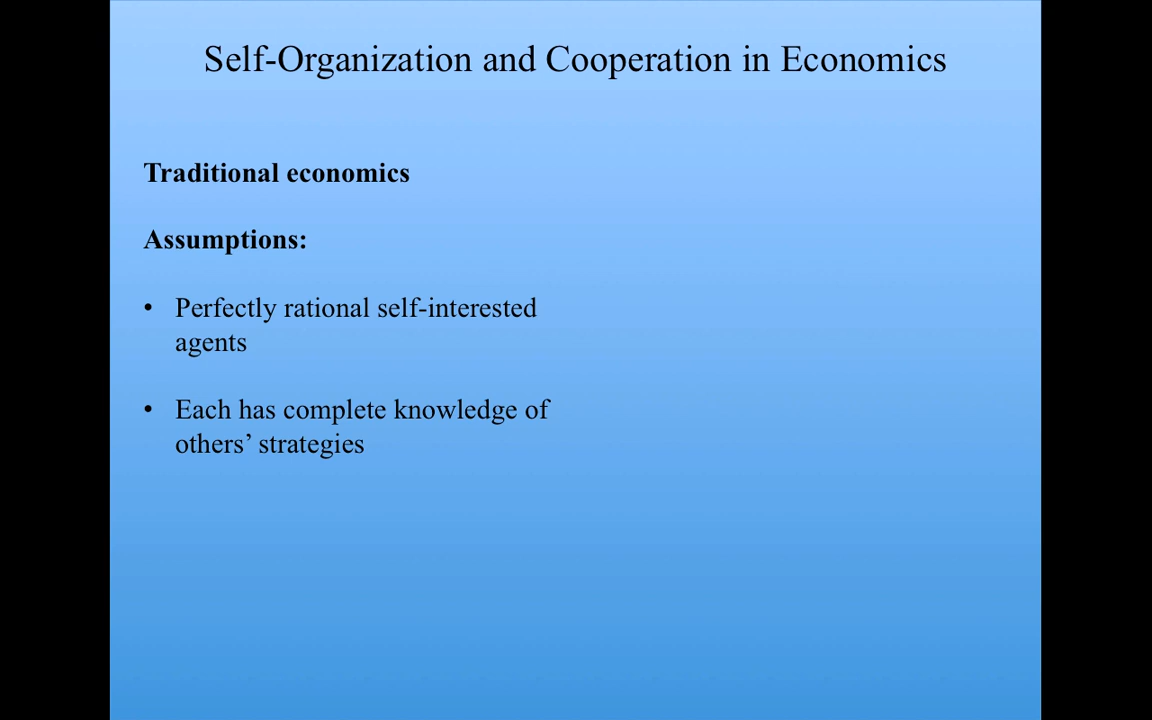 Self-Organization and Cooperation in Economics
Traditional economics
Assumptions:
• Perfectly rational self-interested
agents
• Each has complete knowledge of
others’ strategies